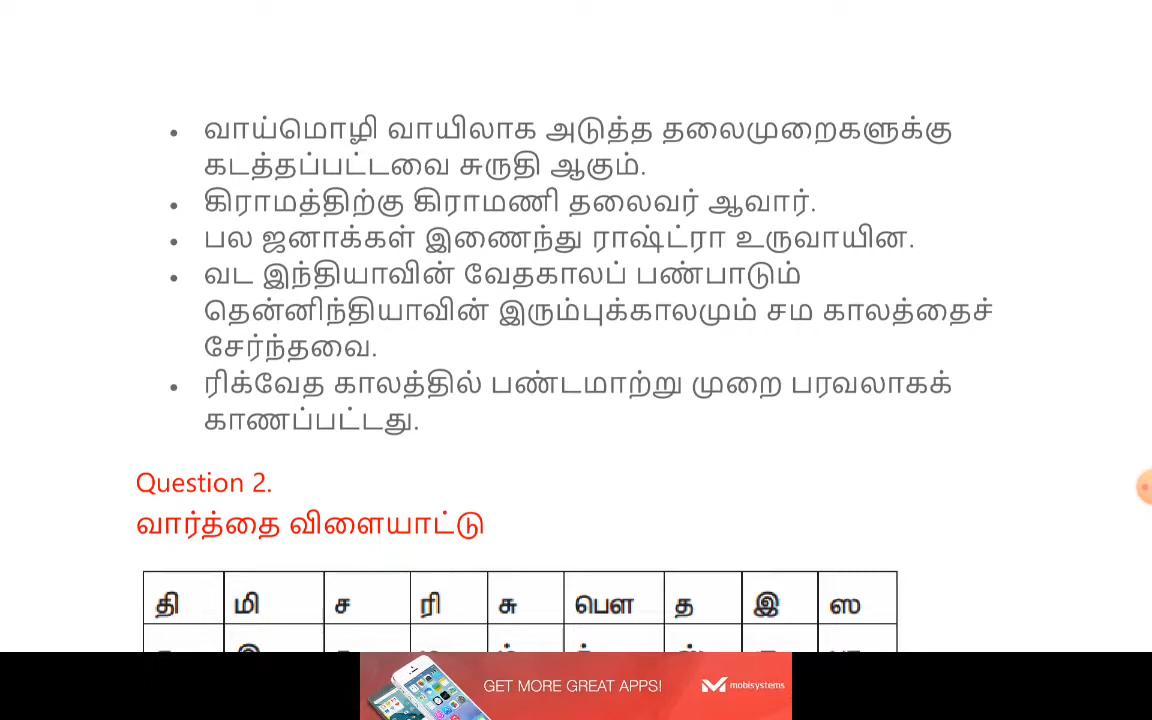 • வாய்மொழி வாயிலாக அடுத்த தலைமுறைகளுக்கு
கடத்தப்பட்டவை சுருதி ஆகும்.
• கிராமத்திற்கு கிராமணி தலைவர் ஆவார்.
• பல ஜனாக்கள் இணைந்து ராஷ்ட்ரா உருவாயின.
• வட இந்தியாவின் வேதகாலப் பண்பாடும்
தென்னிந்தியாவின் இரும்புக்காலமும் சம காலத்தைச்
சேர்ந்தவை.
• ரிக்வேத காலத்தில் பண்டமாற்று முறை பரவலாகக்
காணப்பட்டது.
Question 2.
வார்த்தை விளையாட்டு
தி மி ச ரி சு பௌ த இ ஸ
GET MORE GREAT APPS! mobisystems